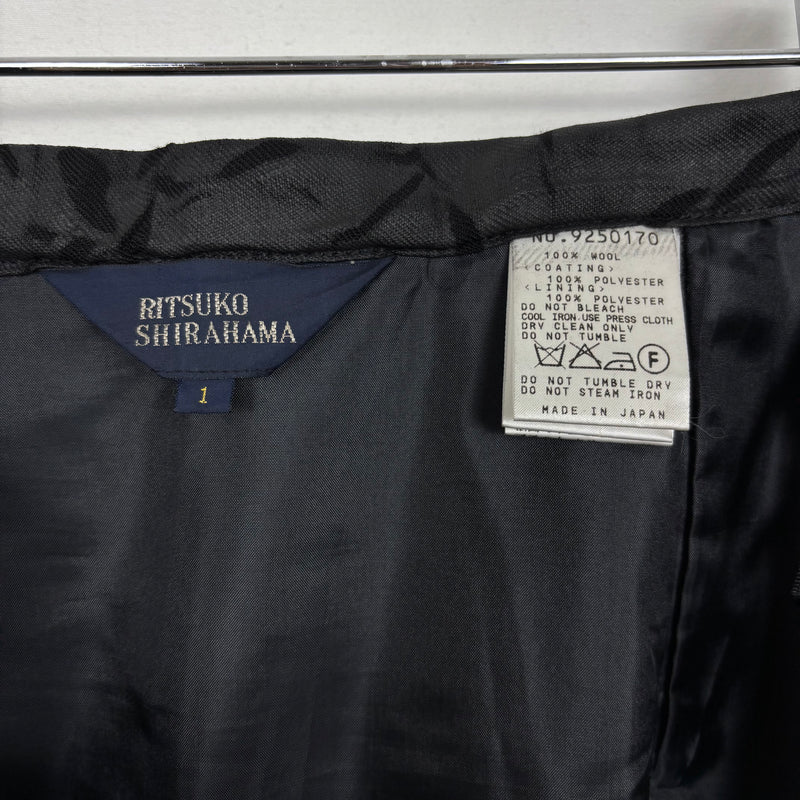 RITSUKO
SHIRAHAMA
1
NO.9250170
100% WOOL
<COATING>
100% POLYESTER
<LINING>
100% POLYESTER
DO NOT BLEACH
COOL IRON USE PRESS CLOTH
DRY CLEAN ONLY
DO NOT TUMBLE
F
DO NOT TUMBLE DRY
DO NOT STEAM IRON
MADE IN JAPAN